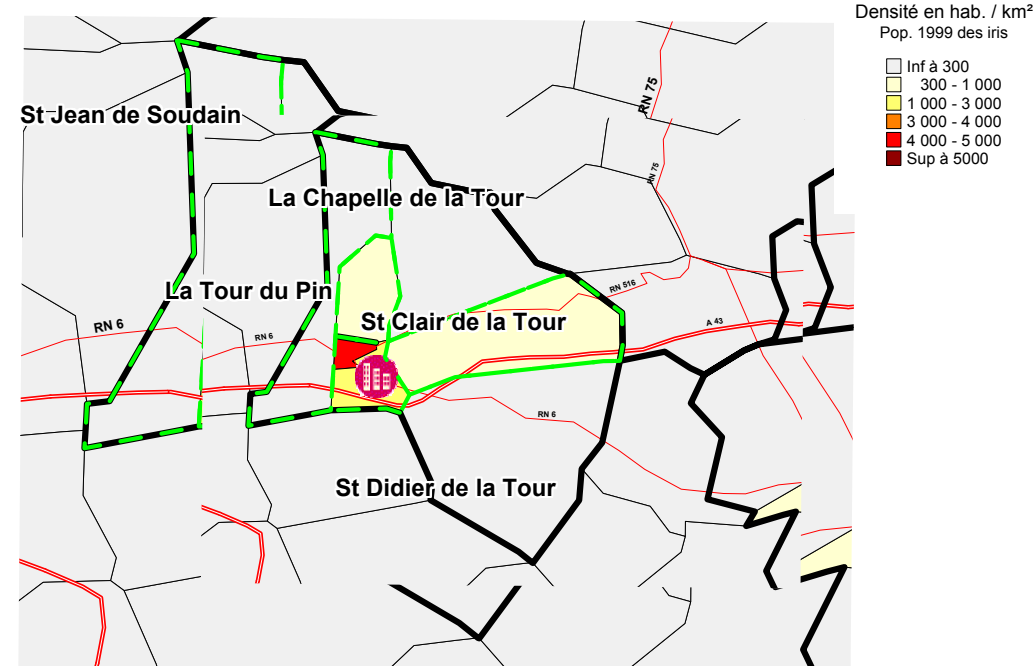 Densité en hab. / km²
Pop. 1999 des iris
Inf à 300
300 - 1 000
1 000 - 3 000
3 000 - 4 000
4 000 - 5 000
Sup à 5000
RN 75
St Jean de Soudain
RN 75
La Chapelle de la Tour
La Tour du Pin
RN 516
St Clair de la Tour
A 43
RN 6
RN 6
RN 6
St Didier de la Tour